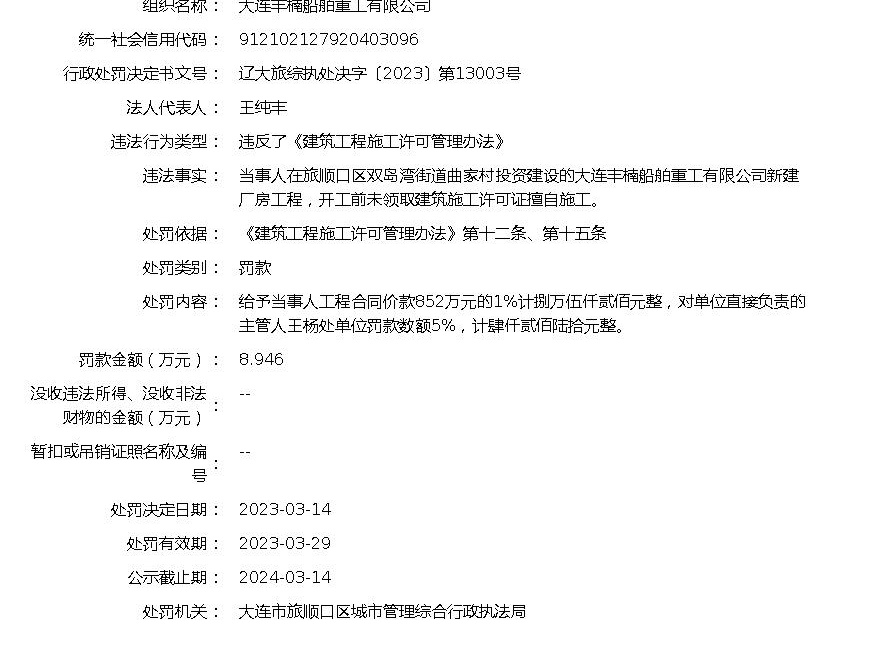 组织名称： 大连丰楠船舶重工有限公司
统一社会信用代码： 912102127920403096
行政处罚决定书文号： 辽大旅综执处决字〔2023〕第13003号
法人代表人： 王纯丰
违法行为类型： 违反了《建筑工程施工许可管理办法》
违法事实： 当事人在旅顺口区双岛湾街道曲家村投资建设的大连丰楠船舶重工有限公司新建
厂房工程，开工前未领取建筑施工许可证擅自施工。
处罚依据： 《建筑工程施工许可管理办法》第十二条、第十五条
处罚类别： 罚款
处罚内容： 给予当事人工程合同价款852万元的1%计捌万伍仟贰佰元整，对单位直接负责的
主管人王杨处单位罚款数额5%，计肆仟贰佰陆拾元整。
罚款金额（万元）： 8.946
没收违法所得、没收非法
财物的金额（万元）： --
暂扣或吊销证照名称及编
号： --
处罚决定日期： 2023-03-14
处罚有效期： 2023-03-29
公示截止期： 2024-03-14
处罚机关： 大连市旅顺口区城市管理综合行政执法局